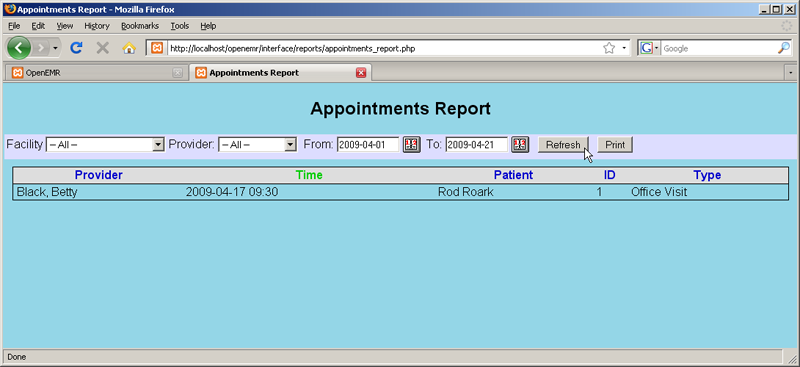 Appointments Report - Mozilla Firefox
File Edit View History Bookmarks Tools Help
http://localhost/openemr/interface/reports/appointments_report.php
Google
OpenEMR
Appointments Report
Appointments Report
Facility -- All -- Provider: -- All -- From: 2009-04-01 To: 2009-04-21 Refresh Print
Provider Time Patient ID Type
Black, Betty 2009-04-17 09:30 Rod Roark 1 Office Visit
Done